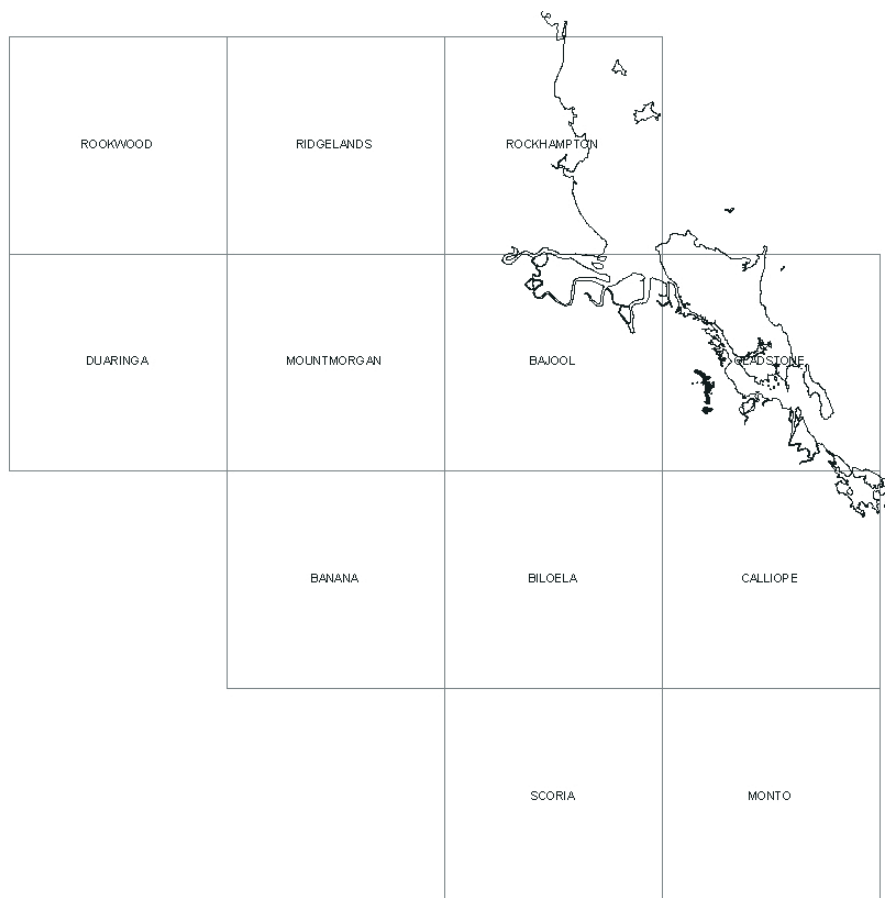 ROOKWOOD
RIDGELANDS
ROCKHAMPTON
DUARINGA
MOUNTMORGAN
BAJOOL
GLADSTONE
BANANA
BILOELA
CALLIOPE
SCORIA
MONTO